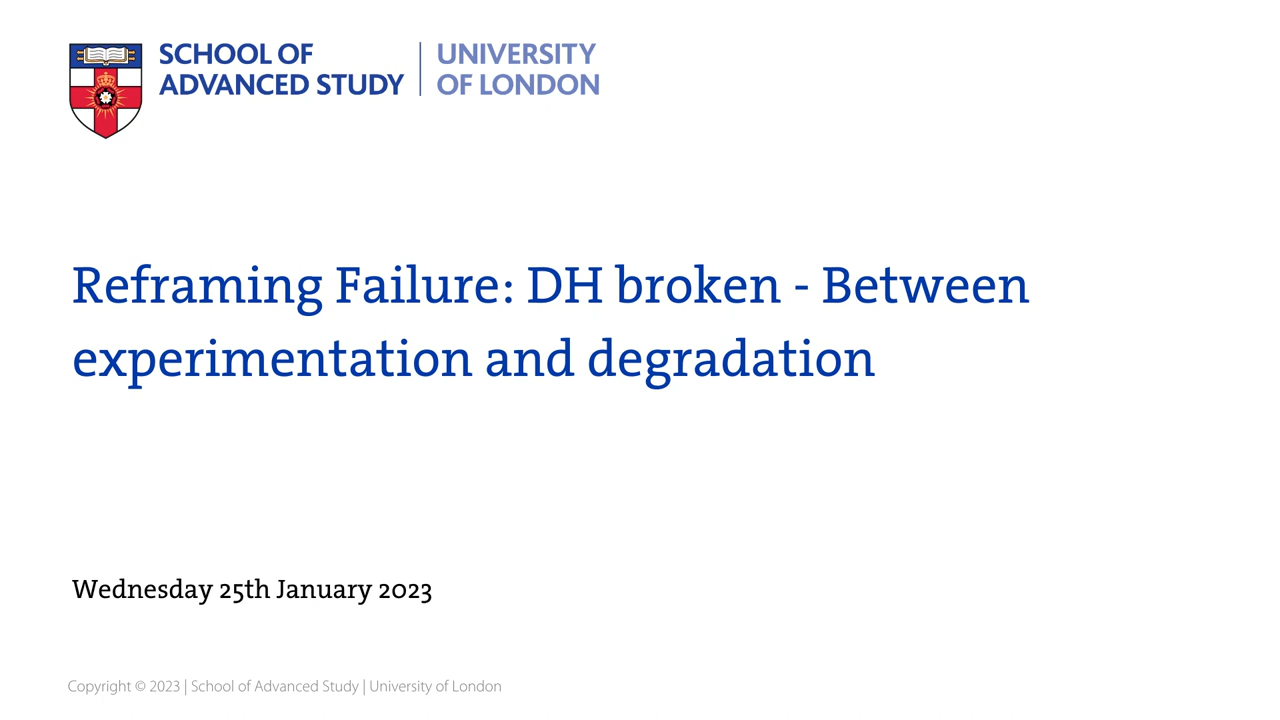 SCHOOL OF
ADVANCED STUDY
UNIVERSITY
OF LONDON
Reframing Failure: DH broken - Between
experimentation and degradation
Wednesday 25th January 2023
Copyright © 2023 | School of Advanced Study | University of London